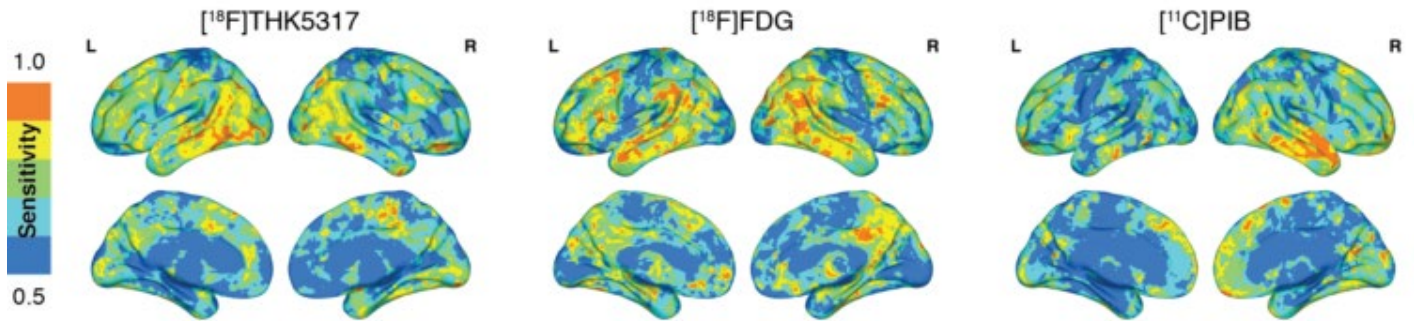 [¹⁸F]THK5317
[¹⁸F]FDG
[¹¹C]PIB
L
R
L
R
L
R
1.0
Sensitivity
0.5